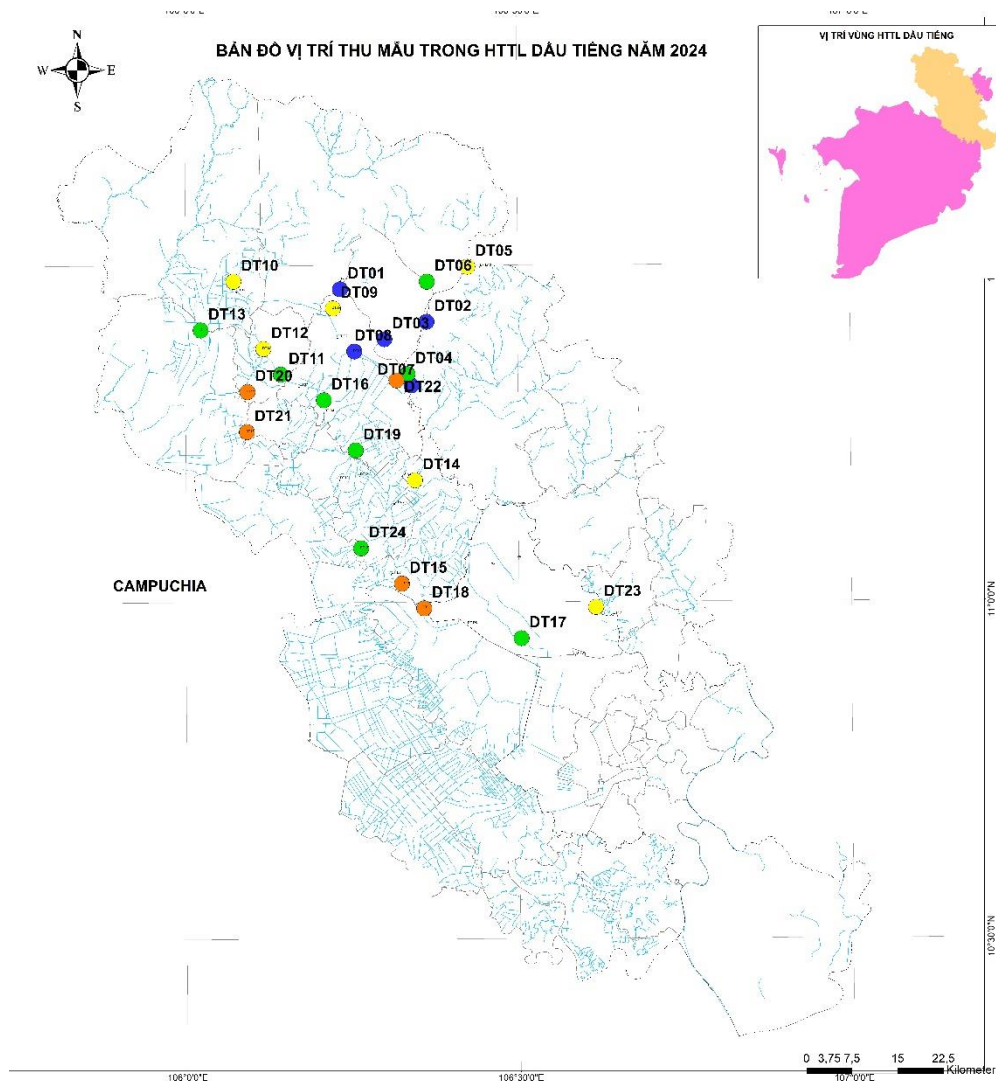 BẢN ĐỒ VỊ TRÍ THU MẪU TRONG HTTL DẦU TIẾNG NĂM 2024
VỊ TRÍ VÙNG HTTL DẦU TIẾNG
N
W E
S
DT05
DT10
DT01
DT06
DT09
DT02
DT13
DT03
DT08
DT12
DT11
DT04
DT07
DT20
DT16
DT22
DT21
DT19
DT14
DT24
DT15
CAMPUCHIA
DT18
DT23
DT17
11°0'0"N
10°30'0"N
0 3,75 7,5 15 22,5
Kilometer
106°0'0"E
106°30'0"E
107°0'0"E